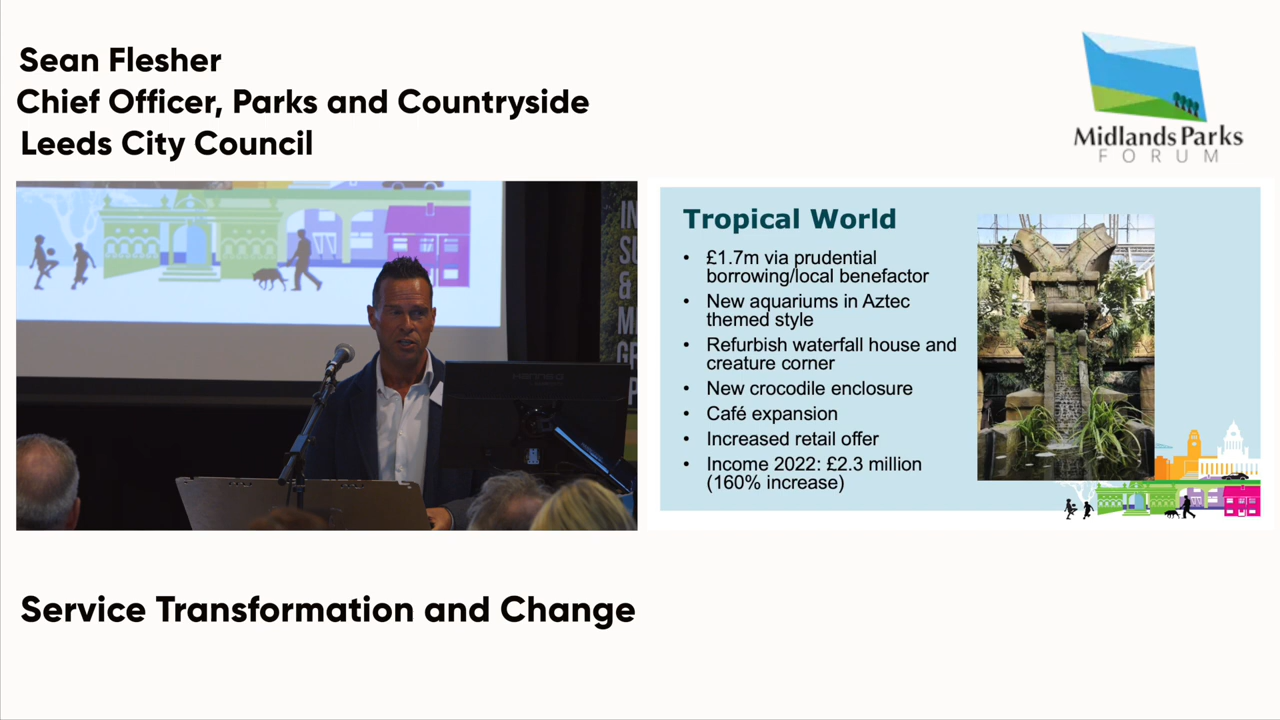 Sean Flesher
Chief Officer, Parks and Countryside
Leeds City Council
Midlands Parks
FORUM
Tropical World
• £1.7m via prudential
borrowing/local benefactor
• New aquariums in Aztec
themed style
• Refurbish waterfall house and
creature corner
• New crocodile enclosure
• Café expansion
• Increased retail offer
• Income 2022: £2.3 million
(160% increase)
Service Transformation and Change